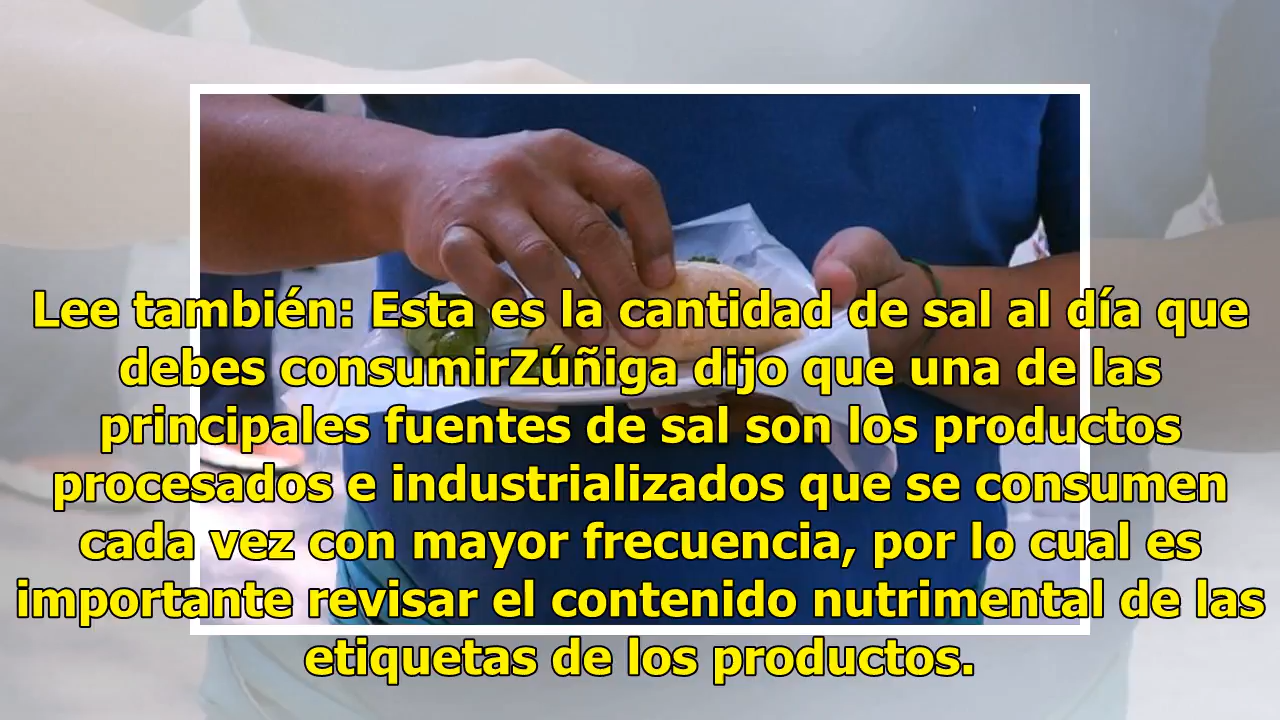 Lee también: Esta es la cantidad de sal al día que
debes consumirZúñiga dijo que una de las
principales fuentes de sal son los productos
procesados e industrializados que se consumen
cada vez con mayor frecuencia, por lo cual es
importante revisar el contenido nutrimental de las
etiquetas de los productos.